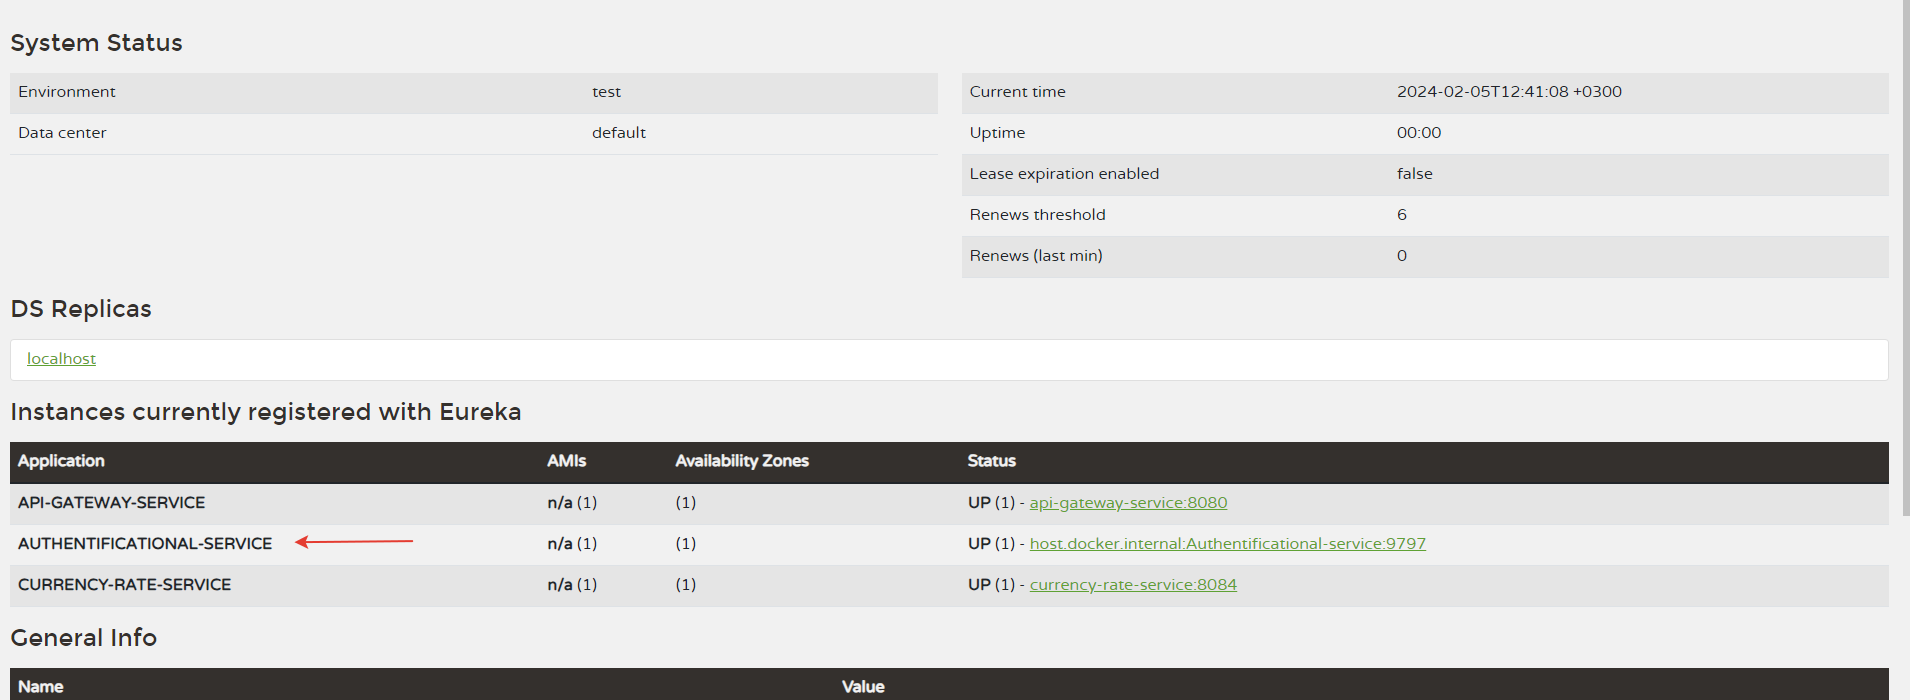 System Status
Environment test
Data center default
Current time 2024-02-05T12:41:08 +0300
Uptime 00:00
Lease expiration enabled false
Renews threshold 6
Renews (last min) 0
DS Replicas
localhost
Instances currently registered with Eureka
Application AMIs Availability Zones Status
API-GATEWAY-SERVICE n/a (1) (1) UP (1) - api-gateway-service:8080
AUTHENTIFICATIONAL-SERVICE n/a (1) (1) UP (1) - host.docker.internal:Authentificational-service:9797
CURRENCY-RATE-SERVICE n/a (1) (1) UP (1) - currency-rate-service:8084
General Info
Name Value